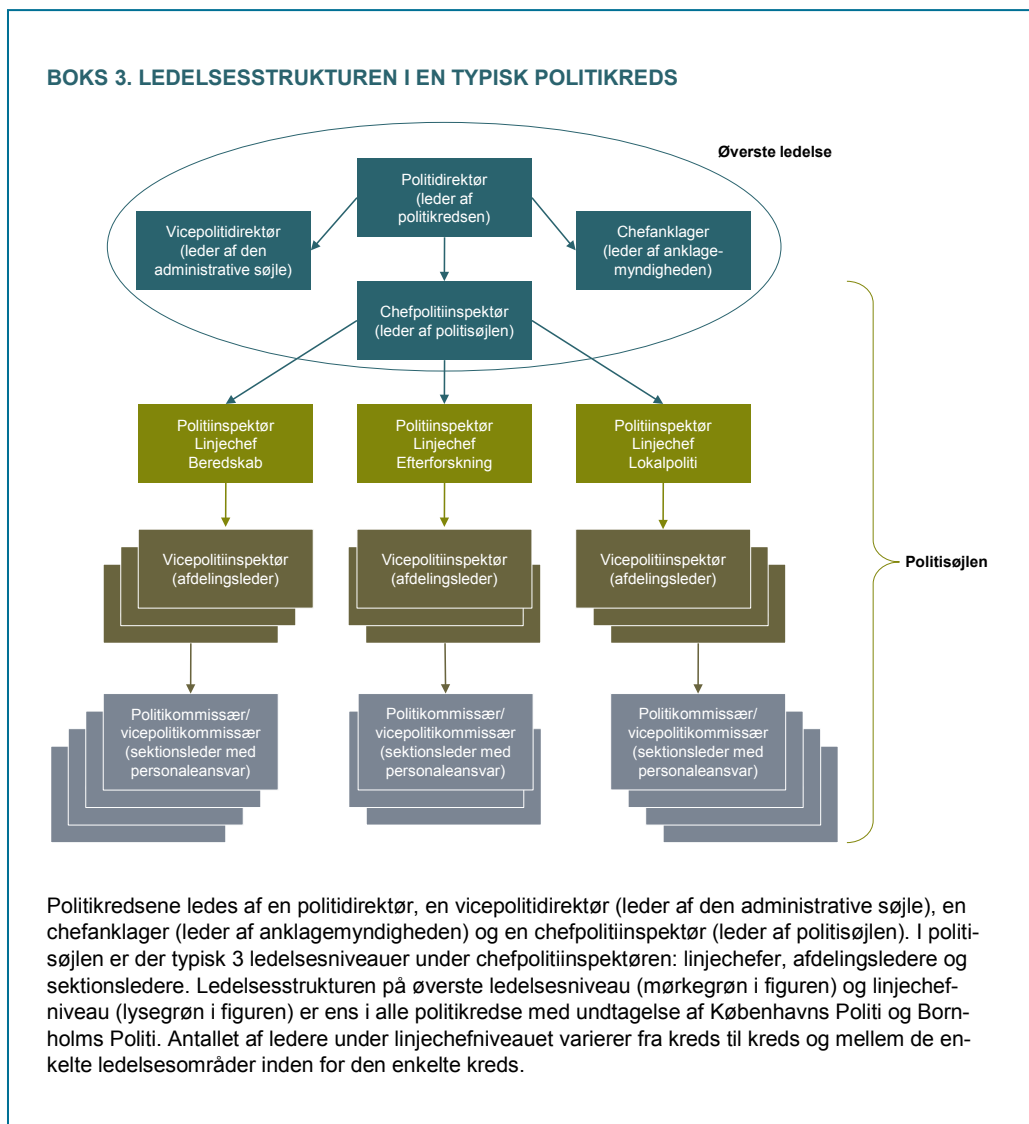 BOKS 3. LEDELSESSTRUKTUREN I EN TYPISK POLITIKREDS
Øverste ledelse
Politidirektør
(leder af
politikredsen)
Vicepolitidirektør
(leder af den
administrative søjle)
Chefanklager
(leder af anklage-
myndigheden)
Chefpolitiinspektør
(leder af politisøjlen)
Politiinspektør
Linjechef
Beredskab
Politiinspektør
Linjechef
Efterforskning
Politiinspektør
Linjechef
Lokalpoliti
Vicepolitiinspektør
(afdelingsleder)
Vicepolitiinspektør
(afdelingsleder)
Vicepolitiinspektør
(afdelingsleder)
Politisøjlen
Politikommissær/
vicepolitikommissær
(sektionsleder med
personaleansvar)
Politikommissær/
vicepolitikommissær
(sektionsleder med
personaleansvar)
Politikommissær/
vicepolitikommissær
(sektionsleder med
personaleansvar)
Politikredsene ledes af en politidirektør, en vicepolitidirektør (leder af den administrative søjle), en
chefanklager (leder af anklagemyndigheden) og en chefpolitiinspektør (leder af politisøjlen). I politi-
søjlen er der typisk 3 ledelsesniveauer under chefpolitiinspektøren: linjechefer, afdelingsledere og
sektionsledere. Ledelsesstrukturen på øverste ledelsesniveau (mørkegrøn i figuren) og linjechef-
niveau (lysegrøn i figuren) er ens i alle politikredse med undtagelse af Københavns Politi og Born-
holms Politi. Antallet af ledere under linjechefniveauet varierer fra kreds til kreds og mellem de en-
kelte ledelsesområder inden for den enkelte kreds.